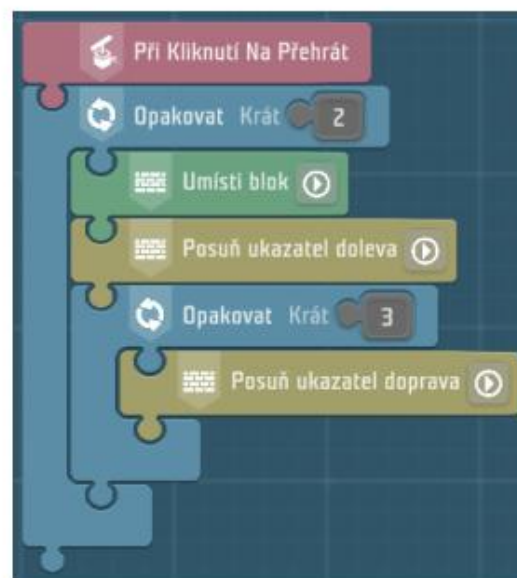 Při Kliknutí Na Přehrát
Opakovat Krát 2
Umísti blok
Posuň ukazatel doleva
Opakovat Krát 3
Posuň ukazatel doprava